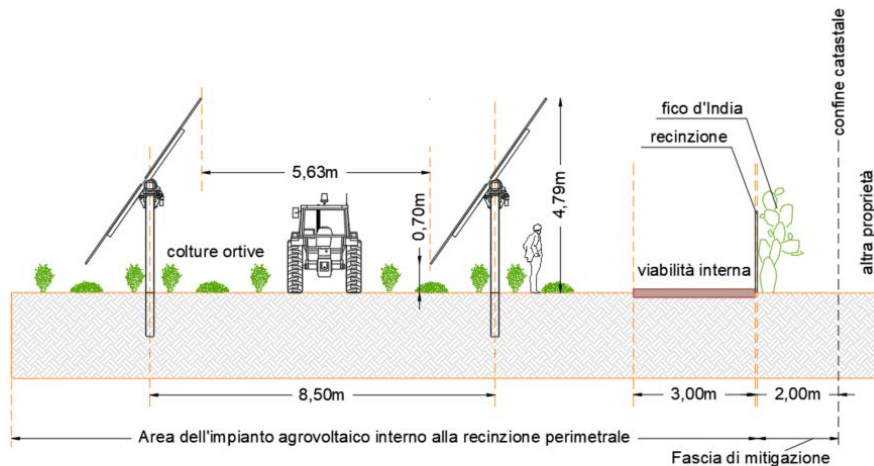 fico d'India
recinzione
confine catastale
altra proprietà
5,63m
0,70m
4,79m
colture ortive
viabilità interna
8,50m
3,00m
2,00m
Area dell'impianto agrovoltaico interno alla recinzione perimetrale
Fascia di mitigazione